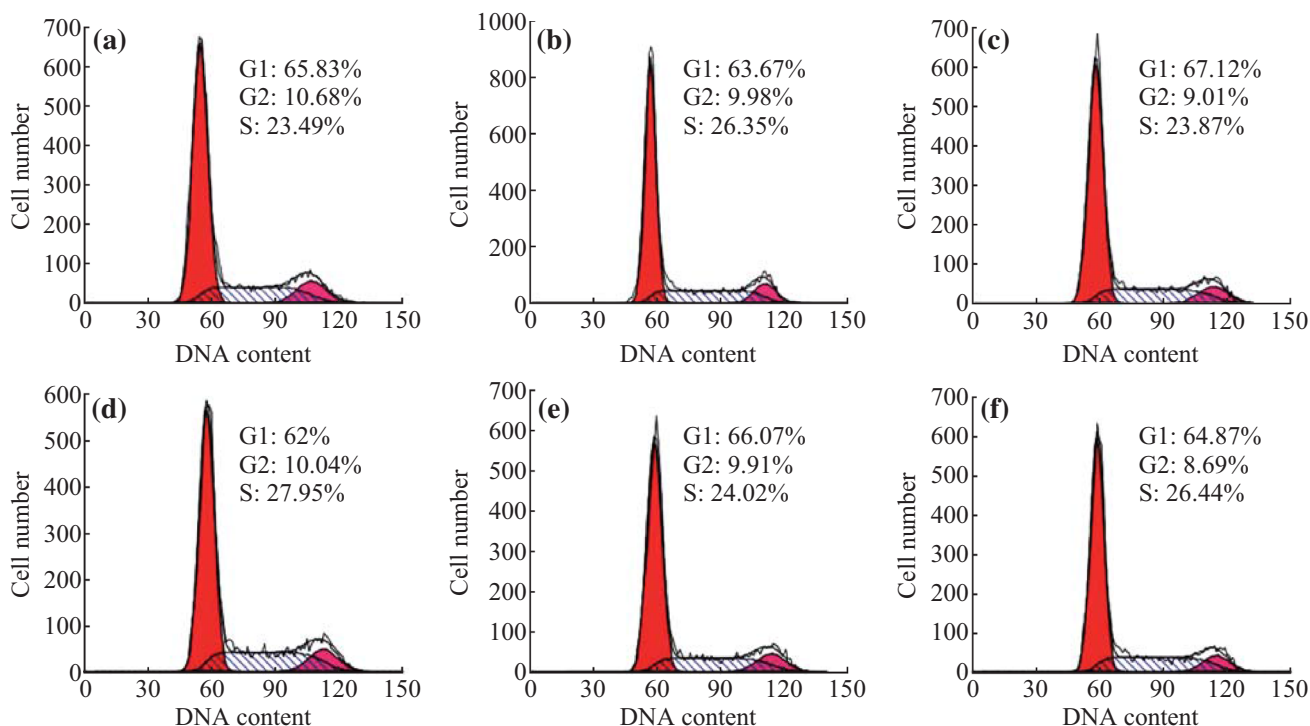 (a)
G1: 65.83%
G2: 10.68%
S: 23.49%
Cell number
700
600
500
400
300
200
100
0
0 30 60 90 120 150
DNA content
(b)
G1: 63.67%
G2: 9.98%
S: 26.35%
Cell number
1000
800
600
400
200
0
0 30 60 90 120 150
DNA content
(c)
G1: 67.12%
G2: 9.01%
S: 23.87%
Cell number
700
600
500
400
300
200
100
0
0 30 60 90 120 150
DNA content
(d)
G1: 62%
G2: 10.04%
S: 27.95%
Cell number
600
500
400
300
200
100
0
0 30 60 90 120 150
DNA content
(e)
G1: 66.07%
G2: 9.91%
S: 24.02%
Cell number
700
600
500
400
300
200
100
0
0 30 60 90 120 150
DNA content
(f)
G1: 64.87%
G2: 8.69%
S: 26.44%
Cell number
700
600
500
400
300
200
100
0
0 30 60 90 120 150
DNA content